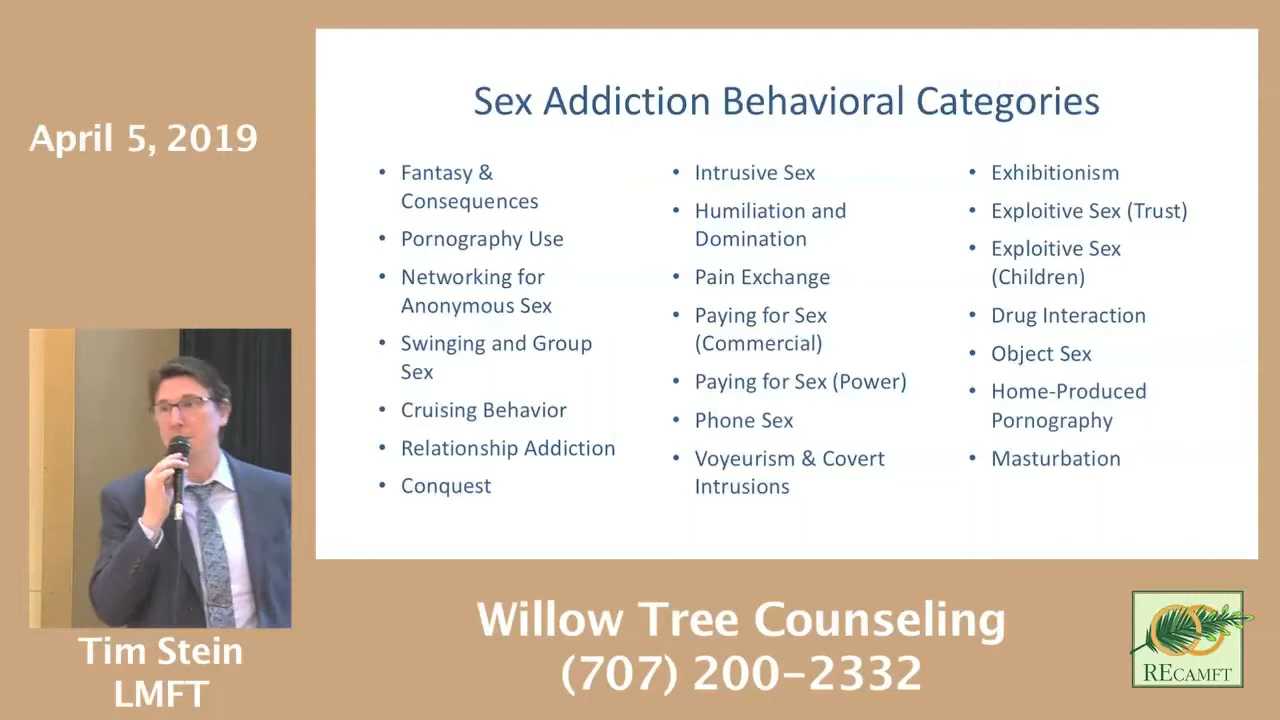 April 5, 2019
Sex Addiction Behavioral Categories
• Fantasy &
Consequences
• Pornography Use
• Networking for
Anonymous Sex
• Swinging and Group
Sex
• Cruising Behavior
• Relationship Addiction
• Conquest
• Intrusive Sex
• Humiliation and
Domination
• Pain Exchange
• Paying for Sex
(Commercial)
• Paying for Sex (Power)
• Phone Sex
• Voyeurism & Covert
Intrusions
• Exhibitionism
• Exploitive Sex (Trust)
• Exploitive Sex
(Children)
• Drug Interaction
• Object Sex
• Home-Produced
Pornography
• Masturbation
Tim Stein
LMFT
Willow Tree Counseling
(707) 200-2332
RECAMFT